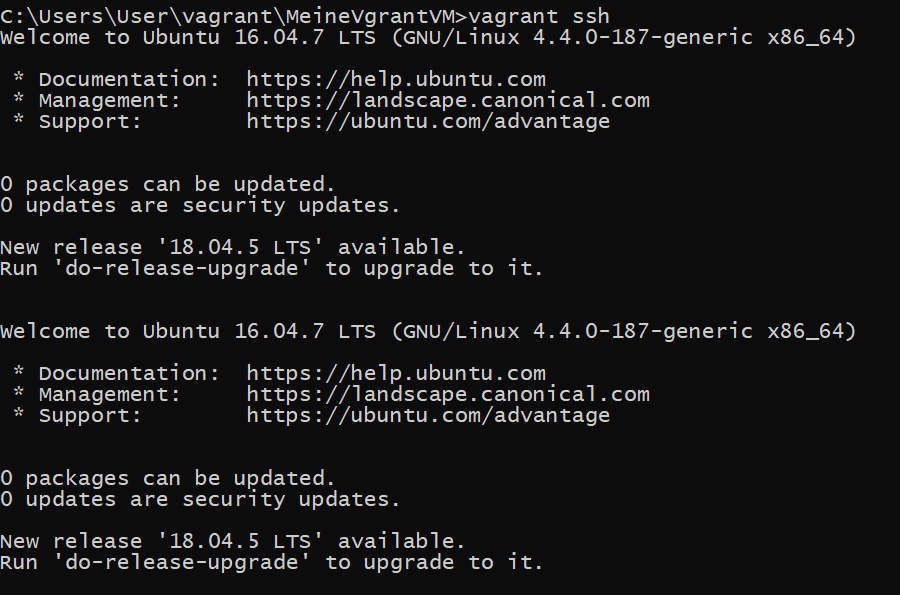 C:\Users\User\vagrant\MeineVgrantVM>vagrant ssh
Welcome to Ubuntu 16.04.7 LTS (GNU/Linux 4.4.0-187-generic x86_64)
* Documentation:  https://help.ubuntu.com
* Management:     https://landscape.canonical.com
* Support:        https://ubuntu.com/advantage
0 packages can be updated.
0 updates are security updates.
New release '18.04.5 LTS' available.
Run 'do-release-upgrade' to upgrade to it.
Welcome to Ubuntu 16.04.7 LTS (GNU/Linux 4.4.0-187-generic x86_64)
* Documentation:  https://help.ubuntu.com
* Management:     https://landscape.canonical.com
* Support:        https://ubuntu.com/advantage
0 packages can be updated.
0 updates are security updates.
New release '18.04.5 LTS' available.
Run 'do-release-upgrade' to upgrade to it.